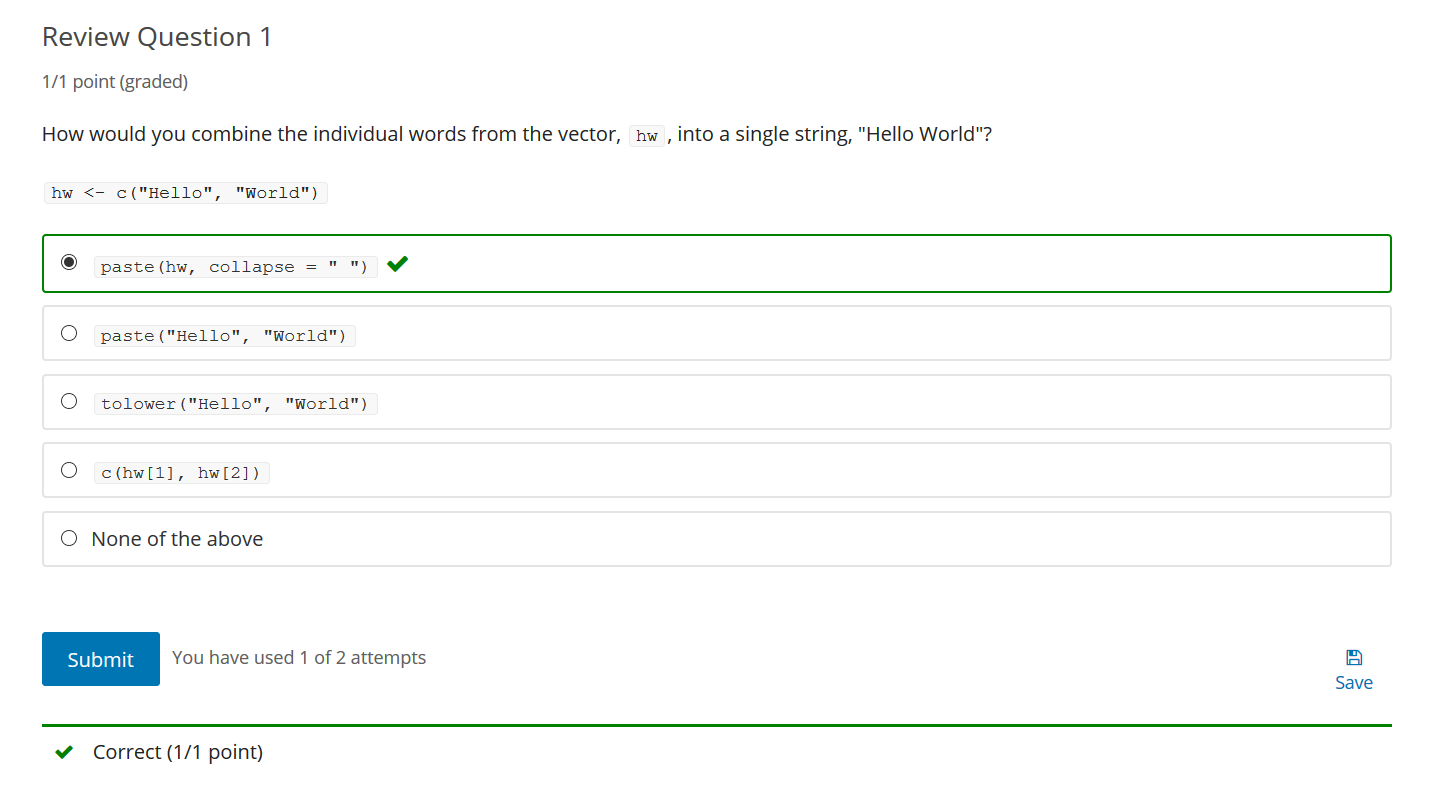 Review Question 1
1/1 point (graded)
How would you combine the individual words from the vector, hw, into a single string, "Hello World"?
hw <- c("Hello", "World")
paste(hw, collapse = " ")
paste("Hello", "World")
tolower("Hello", "World")
c(hw[1], hw[2])
None of the above
Submit You have used 1 of 2 attempts
Save
Correct (1/1 point)